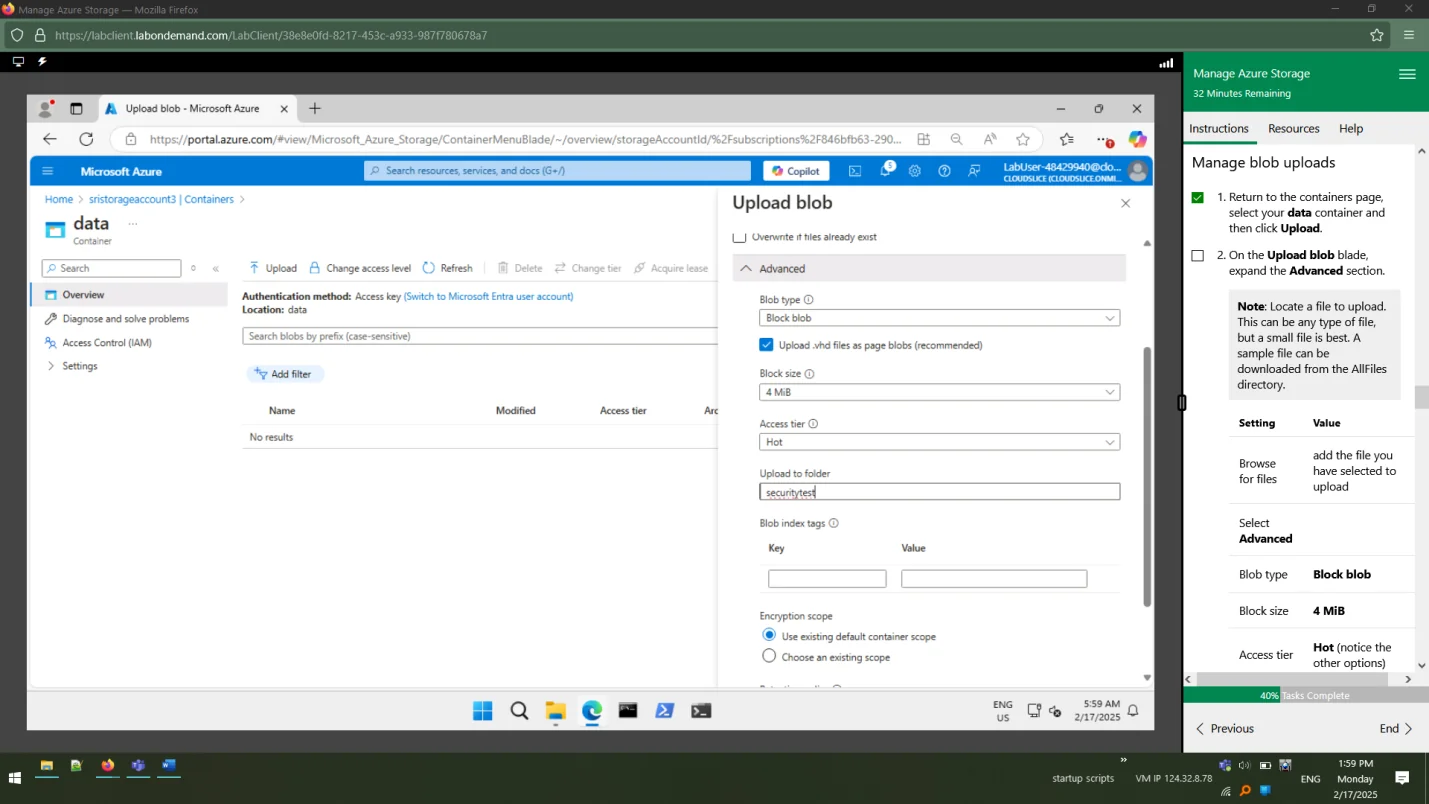 Manage Azure Storage — Mozilla Firefox
https://labclient.labondemand.com/LabClient/38e8e0fd-8217-453c-a933-987f780678a7
Upload blob - Microsoft Azure
https://portal.azure.com/#view/Microsoft_Azure_Storage/ContainerMenuBlade/~/overview/storageAccountId/%2Fsubscriptions%2F846bfb63-290...
Microsoft Azure
Search resources, services, and docs (G+/)
Copilot
5
LabUser-48429940@clo...
CLOUDSLICE (CLOUDSLICE.ONMI...
Home > sristorageaccount3 | Containers >
data
...
Container
Search
Overview
Diagnose and solve problems
Access Control (IAM)
Settings
Upload
Change access level
Refresh
Delete
Change tier
Acquire lease
Authentication method: Access key (Switch to Microsoft Entra user account)
Location: data
Search blobs by prefix (case-sensitive)
Add filter
Name
Modified
Access tier
Arc
No results
Upload blob
Overwrite if files already exist
Advanced
Blob type
Block blob
Upload .vhd files as page blobs (recommended)
Block size
4 MiB
Access tier
Hot
Upload to folder
securitytest
Blob index tags
Key
Value
Encryption scope
Use existing default container scope
Choose an existing scope
ENG
US
5:59 AM
2/17/2025
Manage Azure Storage
32 Minutes Remaining
Instructions
Resources
Help
Manage blob uploads
1. Return to the containers page,
select your data container and
then click Upload.
2. On the Upload blob blade,
expand the Advanced section.
Note: Locate a file to upload.
This can be any type of file,
but a small file is best. A
sample file can be
downloaded from the AllFiles
directory.
Setting
Value
Browse
for files
add the file you
have selected to
upload
Select
Advanced
Blob type
Block blob
Block size
4 MiB
Access tier
Hot (notice the
other options)
40% Tasks Complete
Previous
End
startup scripts
VM IP 124.32.8.78
ENG
1:59 PM
Monday
2/17/2025